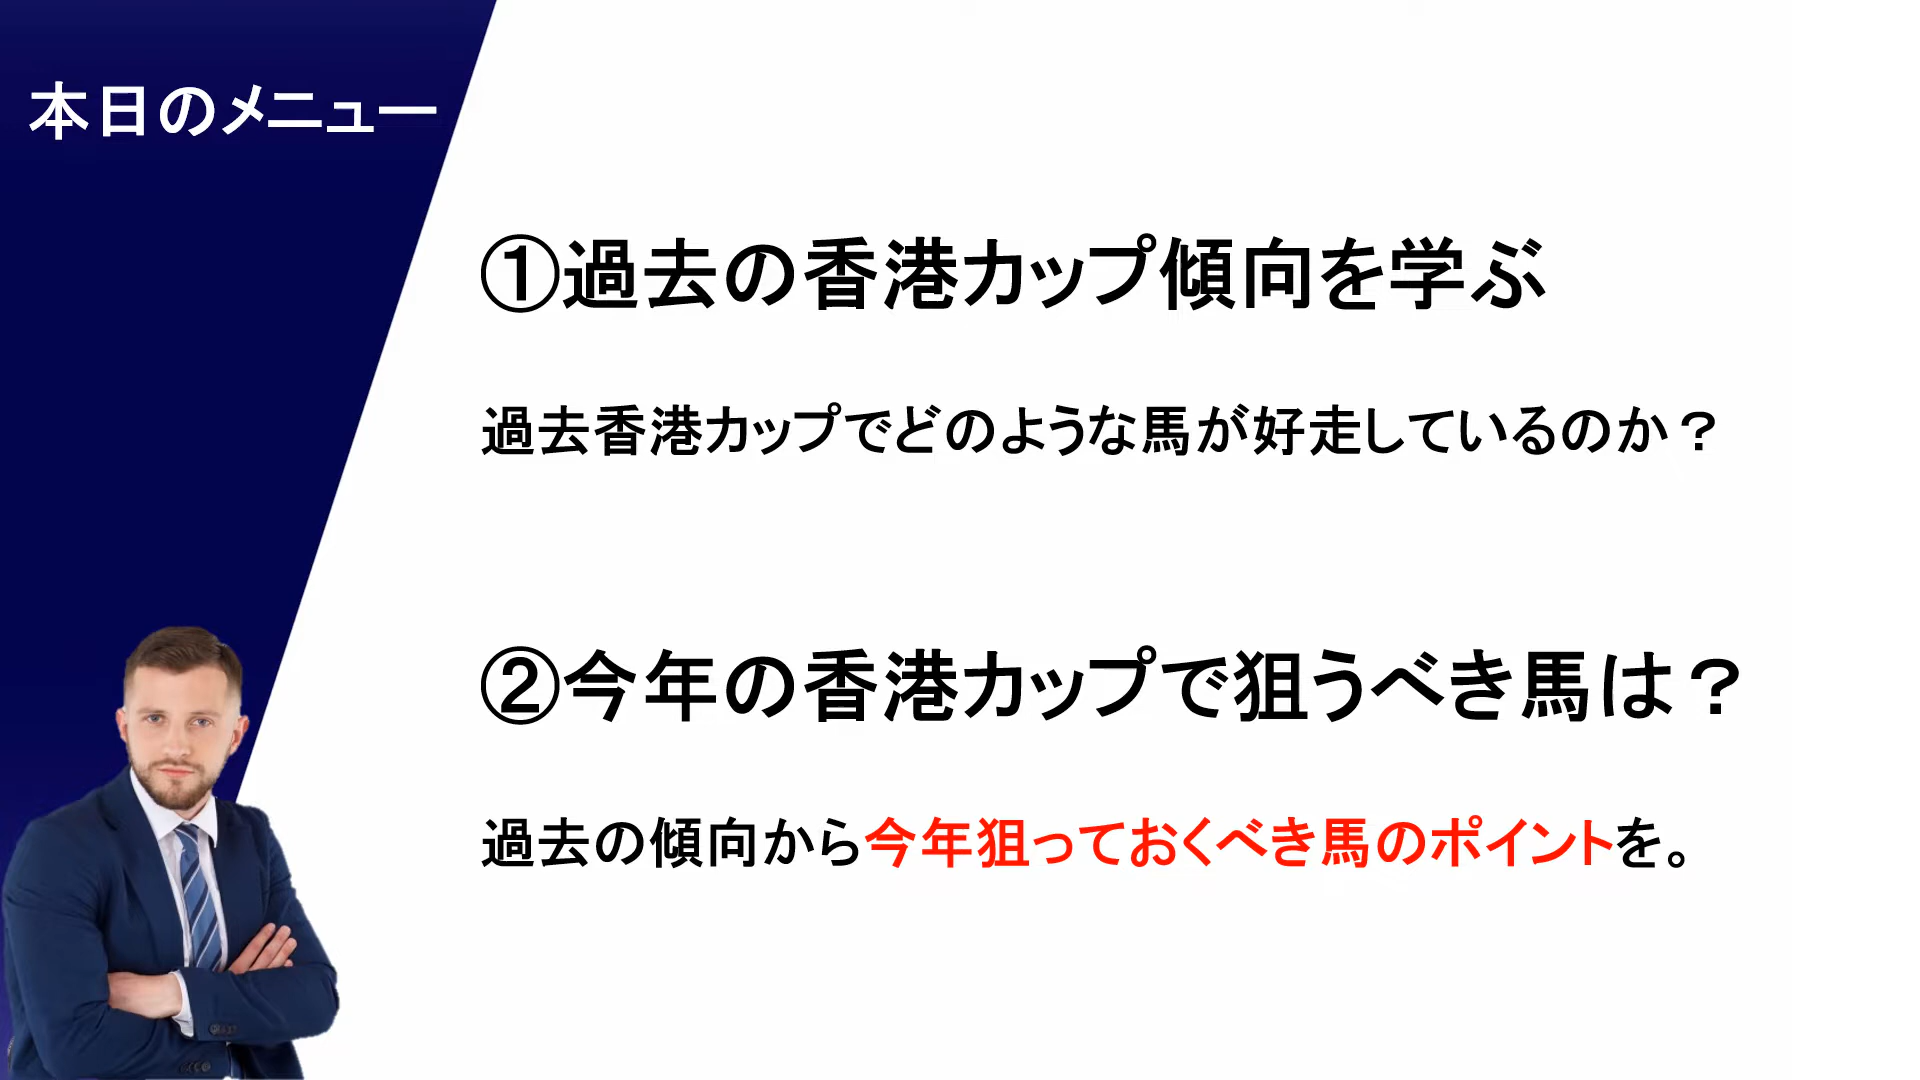 本日のメニュー
①過去の香港カップ傾向を学ぶ
過去香港カップでどのような馬が好走しているのか？
②今年の香港カップで狙うべき馬は？
過去の傾向から今年狙っておくべき馬のポイントを。